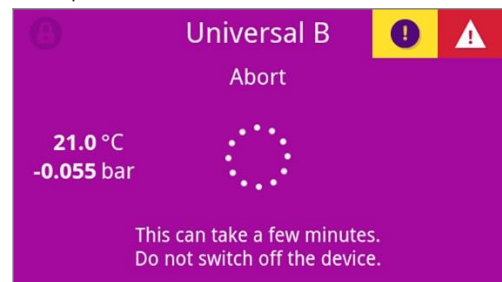 Universal B
Abort
21.0 °C
-0.055 bar
This can take a few minutes.
Do not switch off the device.